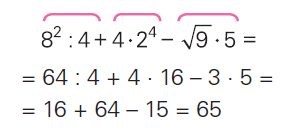 8² : 4 + 4 · 2⁴ – √9 · 5 =
= 64 : 4 + 4 · 16 – 3 · 5 =
= 16 + 64 – 15 = 65